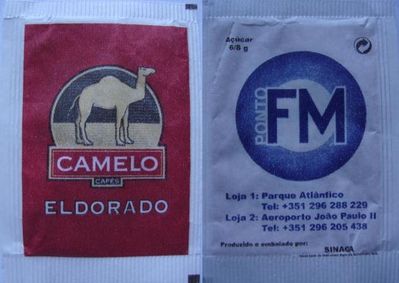 CAMELO
CAFÉS
ELDORADO
Açúcar
6/8 g
PONTO
FM
Loja 1: Parque Atlântico
Tel: +351 296 288 229
Loja 2: Aeroporto João Paulo II
Tel: +351 296 205 438
Produzido e embalado por:
SINAGA